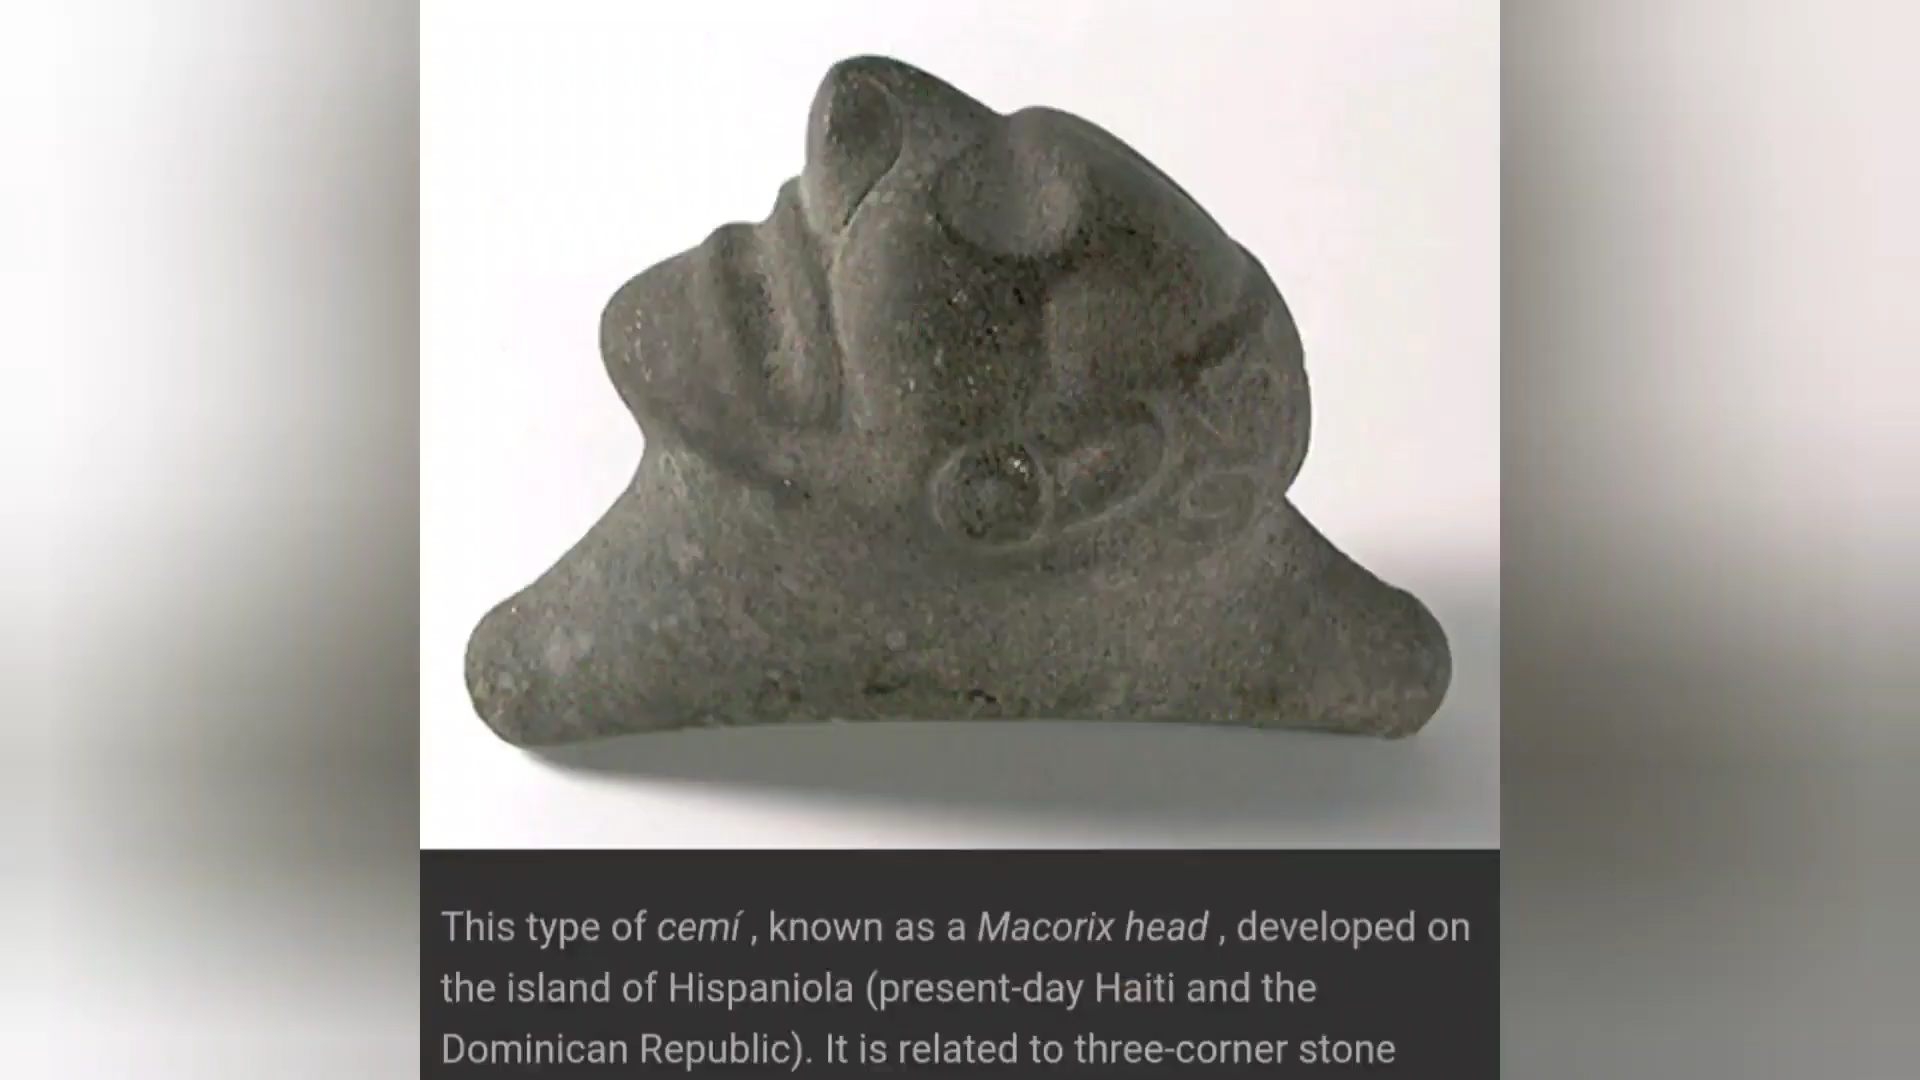 This type of cemí , known as a Macorix head , developed on
the island of Hispaniola (present-day Haiti and the
Dominican Republic). It is related to three-corner stone